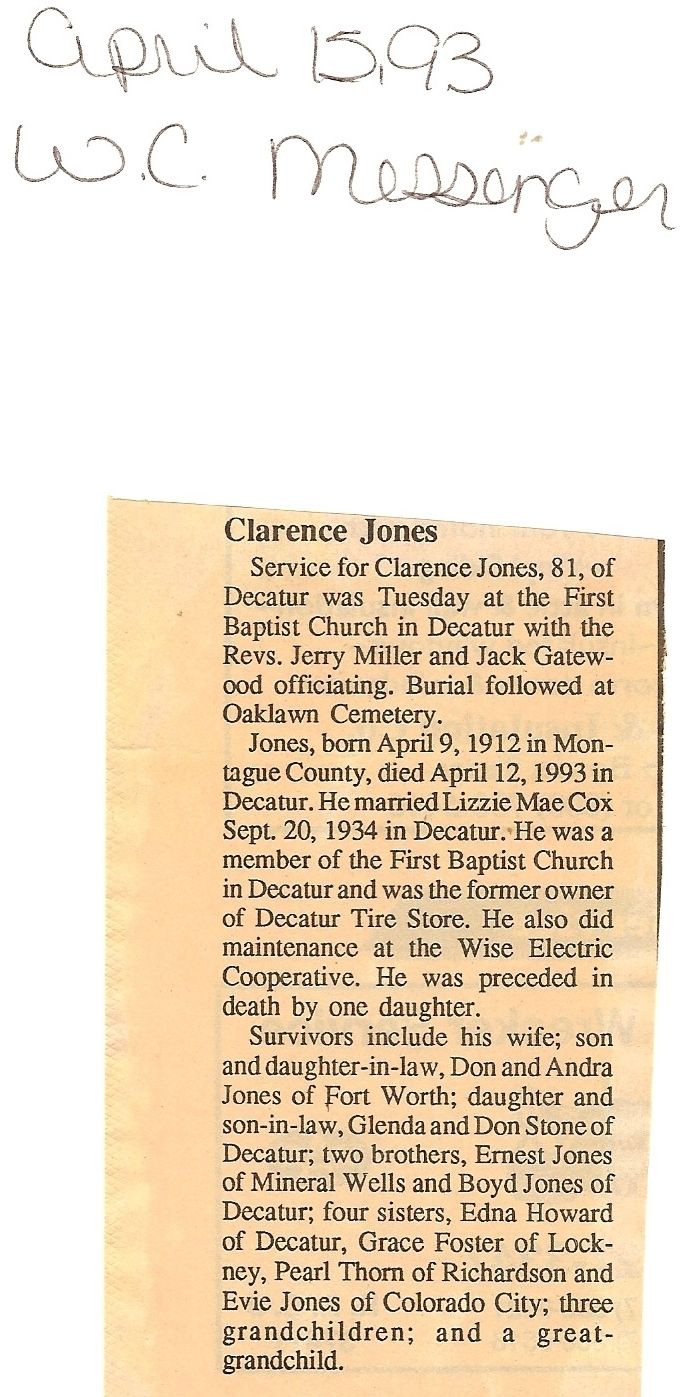 April 15, 93
W.C. Messenger
Clarence Jones
Service for Clarence Jones, 81, of
Decatur was Tuesday at the First
Baptist Church in Decatur with the
Revs. Jerry Miller and Jack Gatew-
ood officiating. Burial followed at
Oaklawn Cemetery.
Jones, born April 9, 1912 in Mon-
tague County, died April 12, 1993 in
Decatur. He married Lizzie Mae Cox
Sept. 20, 1934 in Decatur. He was a
member of the First Baptist Church
in Decatur and was the former owner
of Decatur Tire Store. He also did
maintenance at the Wise Electric
Cooperative. He was preceded in
death by one daughter.
Survivors include his wife; son
and daughter-in-law, Don and Andra
Jones of Fort Worth; daughter and
son-in-law, Glenda and Don Stone of
Decatur; two brothers, Ernest Jones
of Mineral Wells and Boyd Jones of
Decatur; four sisters, Edna Howard
of Decatur, Grace Foster of Lock-
ney, Pearl Thorn of Richardson and
Evie Jones of Colorado City; three
grandchildren; and a great-
grandchild.